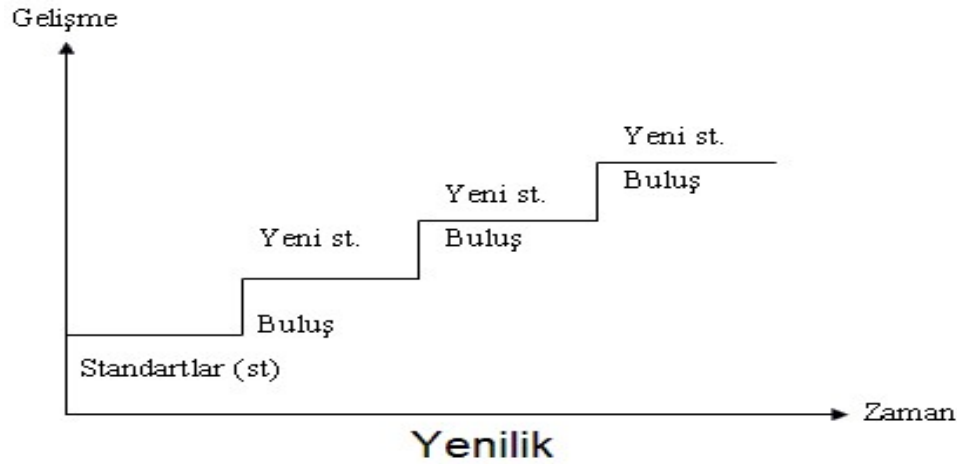 Gelişme
Yeni st.
Buluş
Yeni st.
Buluş
Yeni st.
Buluş
Standartlar (st)
Zaman
Yenilik